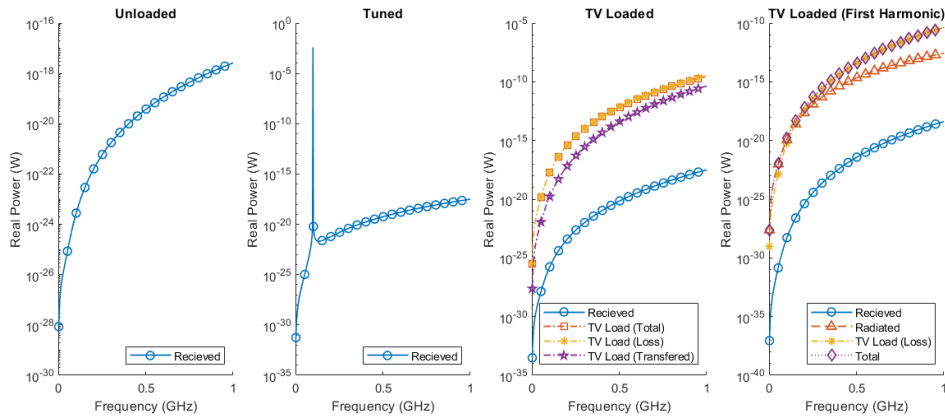 Unloaded
Real Power (W)
10^-16
10^-18
10^-20
10^-22
10^-24
10^-26
10^-28
10^-30
Recieved
0 0.5 1
Frequency (GHz)
Tuned
Real Power (W)
10^0
10^-5
10^-10
10^-15
10^-20
10^-25
10^-30
10^-35
Recieved
0 0.5 1
Frequency (GHz)
TV Loaded
Real Power (W)
10^-5
10^-10
10^-15
10^-20
10^-25
10^-30
10^-35
Recieved
TV Load (Total)
TV Load (Loss)
TV Load (Transfered)
0 0.5 1
Frequency (GHz)
TV Loaded (First Harmonic)
Real Power (W)
10^-10
10^-15
10^-20
10^-25
10^-30
10^-35
10^-40
Recieved
Radiated
TV Load (Loss)
Total
0 0.5 1
Frequency (GHz)